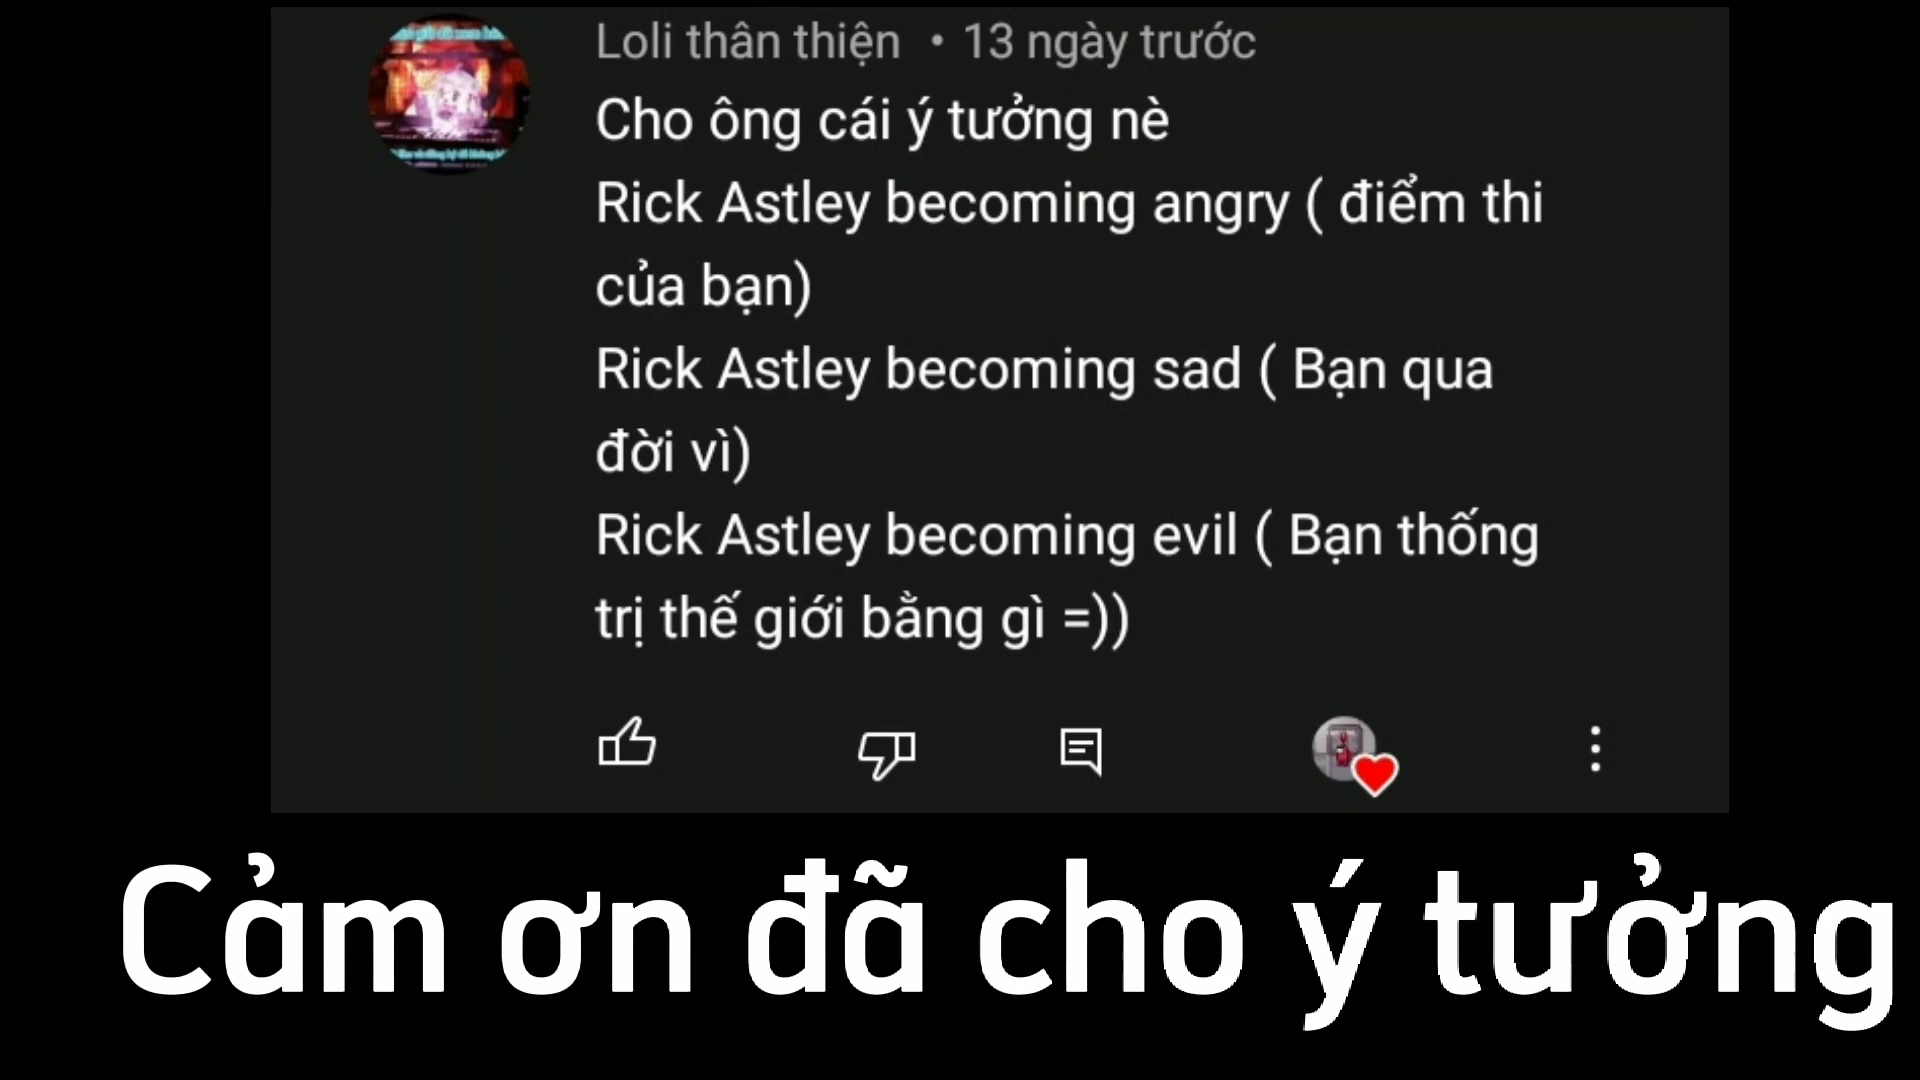 Loli thân thiện • 13 ngày trước
Cho ông cái ý tưởng nè
Rick Astley becoming angry ( điểm thi
của bạn)
Rick Astley becoming sad ( Bạn qua
đời vì)
Rick Astley becoming evil ( Bạn thống
trị thế giới bằng gì =))
Cảm ơn đã cho ý tưởng